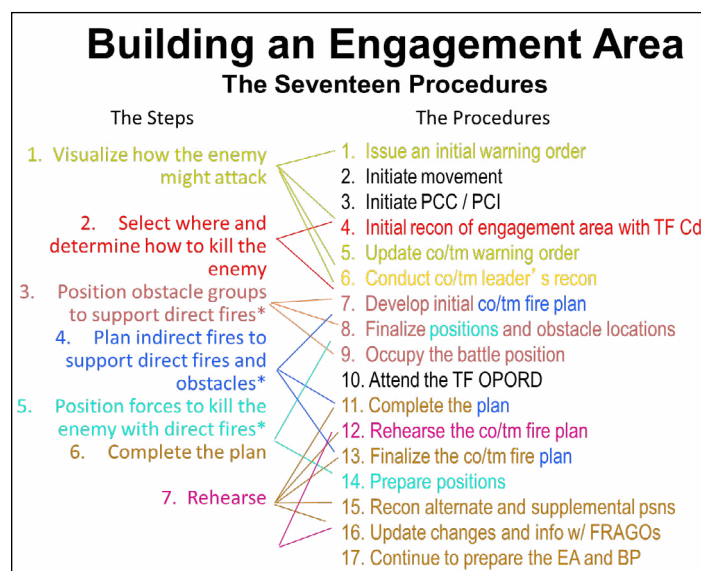 Building an Engagement Area
The Seventeen Procedures
The Steps
1. Visualize how the enemy
might attack
2. Select where and
determine how to kill the
enemy
3. Position obstacle groups
to support direct fires*
4. Plan indirect fires to
support direct fires and
obstacles*
5. Position forces to kill the
enemy with direct fires*
6. Complete the plan
7. Rehearse
The Procedures
1. Issue an initial warning order
2. Initiate movement
3. Initiate PCC / PCI
4. Initial recon of engagement area with TF Cd
5. Update co/tm warning order
6. Conduct co/tm leader’s recon
7. Develop initial co/tm fire plan
8. Finalize positions and obstacle locations
9. Occupy the battle position
10. Attend the TF OPORD
11. Complete the plan
12. Rehearse the co/tm fire plan
13. Finalize the co/tm fire plan
14. Prepare positions
15. Recon alternate and supplemental psns
16. Update changes and info w/ FRAGOs
17. Continue to prepare the EA and BP